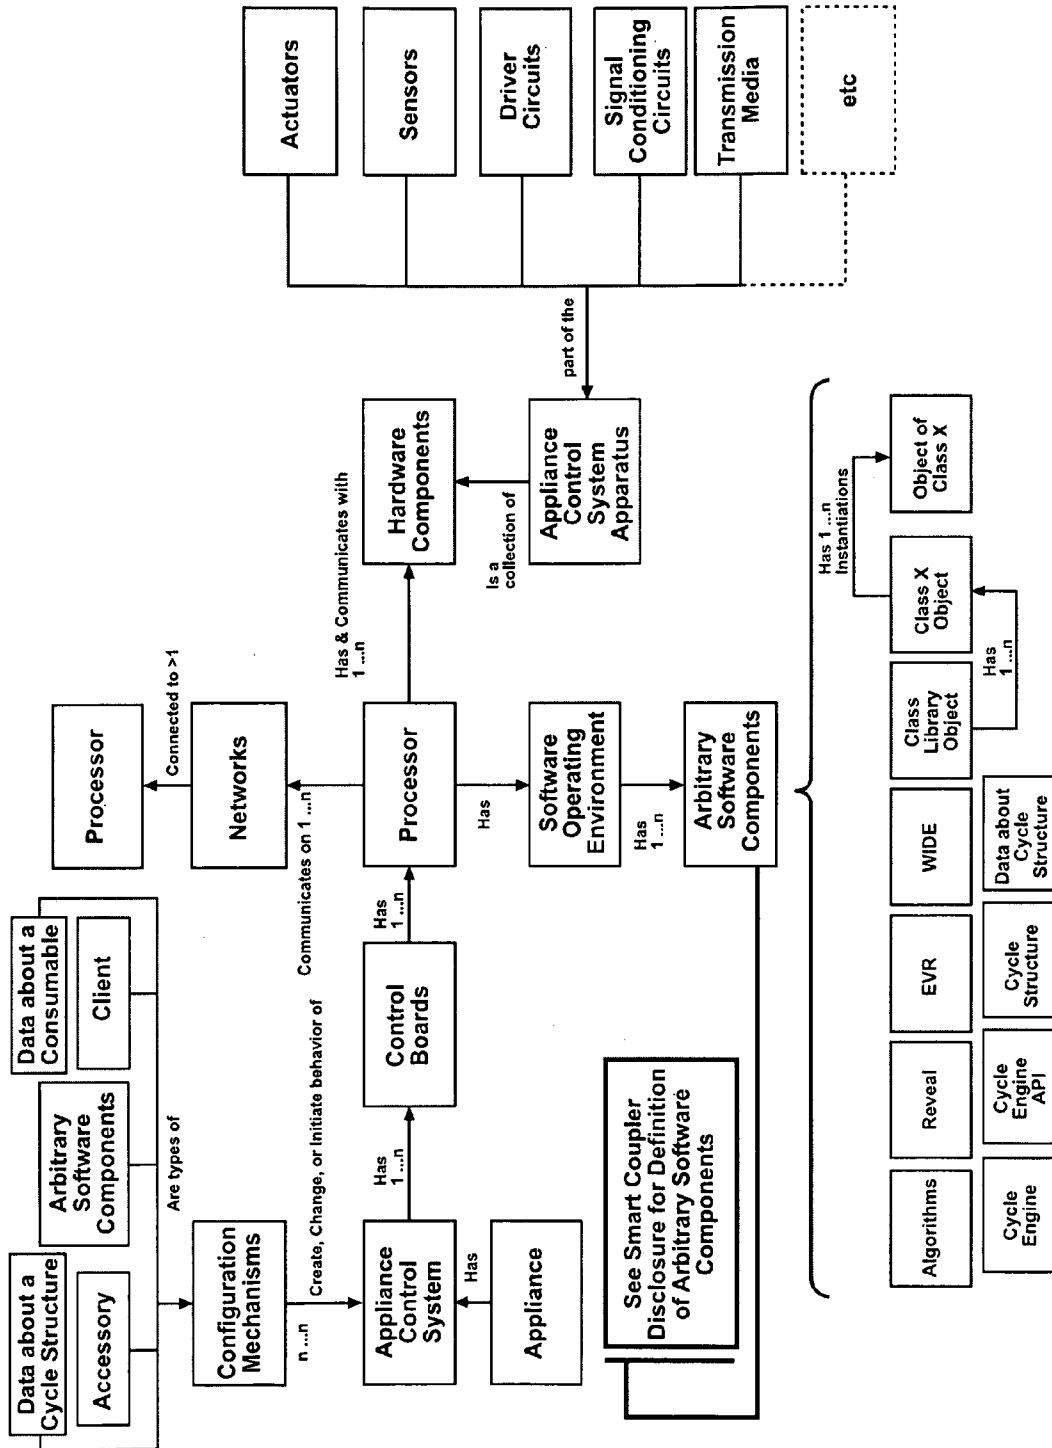 Data about a
Cycle Structure
Accessory
Arbitrary
Software
Components
Data about a
Consumable
Client
Are types of
Configuration
Mechanisms
n ...n
Create, Change, or Initiate behavior of
Appliance
Control
System
Has
Appliance
Has
1 ...n
Control
Boards
Has
1 ...n
Processor
Communicates on 1 ...n
Networks
Connected to >1
Processor
Has & Communicates with
1 ...n
Hardware
Components
Is a
collection of
Appliance
Control
System
Apparatus
part of the
Actuators
Sensors
Driver
Circuits
Signal
Conditioning
Circuits
Transmission
Media
etc
Has
Software
Operating
Environment
Has
1...n
Arbitrary
Software
Components
See Smart Coupler
Disclosure for Definition
of Arbitrary Software
Components
Algorithms
Reveal
EVR
WIDE
Class
Library
Object
Class X
Object
Object of
Class X
Has 1 ...n
Instantiations
Has
1 ...n
Cycle
Engine
Cycle
Engine
API
Cycle
Structure
Data about
Cycle
Structure